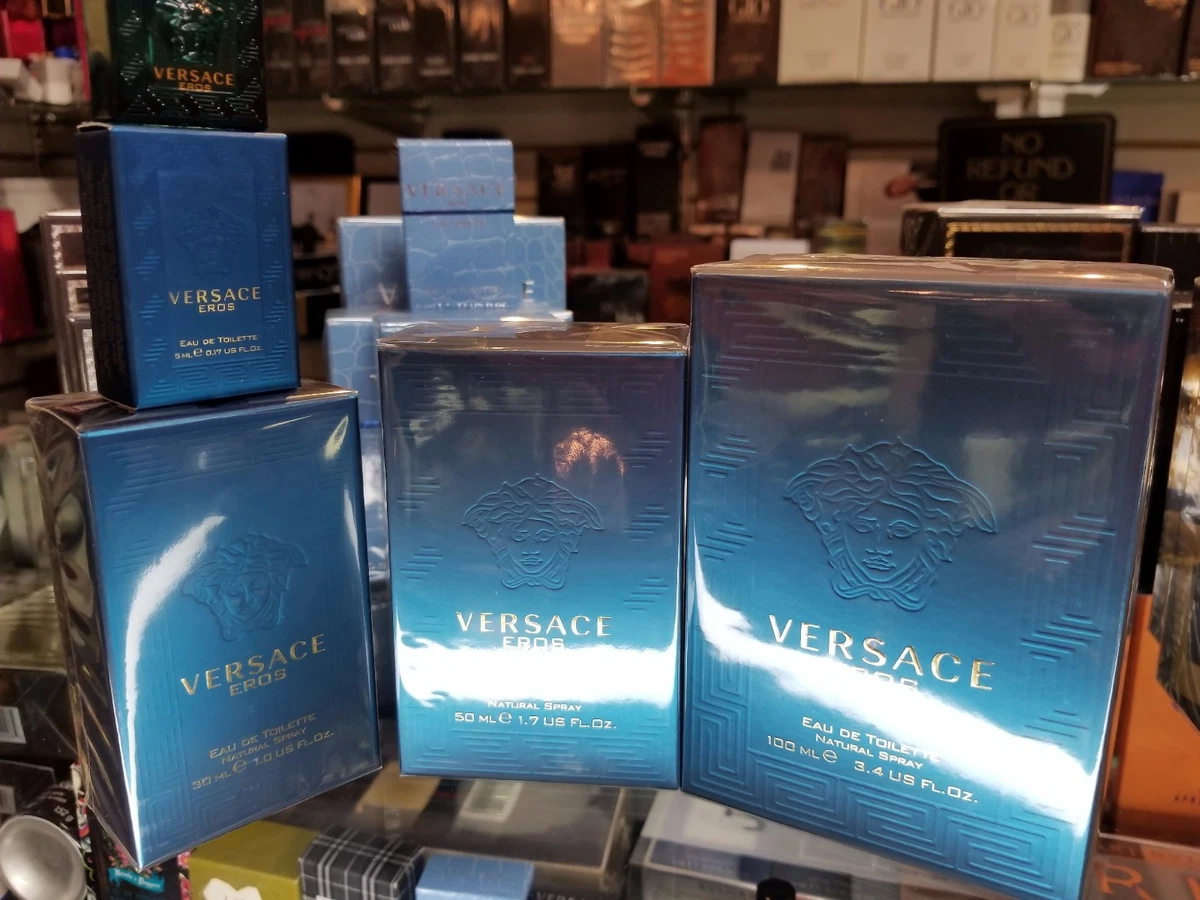 VERSACE
EROS
VERSACE
EROS
EAU DE TOILETTE
5 ML e 0.17 US FL.OZ.
VERSACE
NO
REFUND
OR
VERSACE
EROS
EAU DE TOILETTE
NATURAL SPRAY
30 ML e 1.0 US FL.OZ.
VERSACE
EROS
NATURAL SPRAY
50 ML e 1.7 US FL.OZ.
VERSACE
EROS
EAU DE TOILETTE
NATURAL SPRAY
100 ML e 3.4 US FL.OZ.